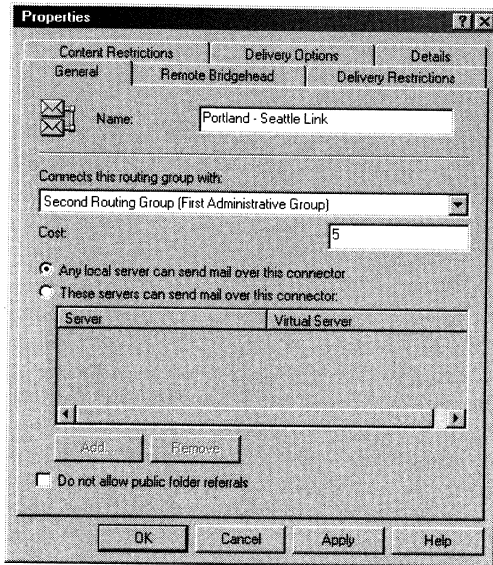 Properties
Content Restrictions Delivery Options Details
General Remote Bridgehead Delivery Restrictions
Name: Portland - Seattle Link
Connects this routing group with:
Second Routing Group (First Administrative Group)
Cost: 5
Any local server can send mail over this connector
These servers can send mail over this connector:
Server Virtual Server
Add... Remove
Do not allow public folder referrals
OK Cancel Apply Help